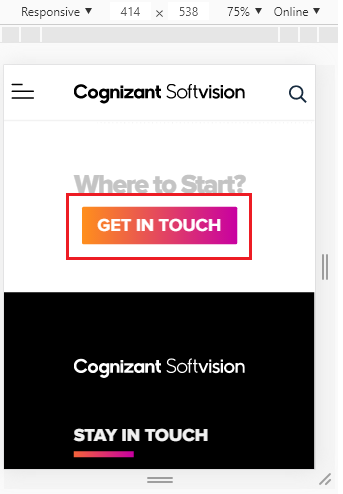 Responsive ▼ 414 × 538 75% ▼ Online ▼
Cognizant Softvision
Where to Start?
GET IN TOUCH
Cognizant Softvision
STAY IN TOUCH